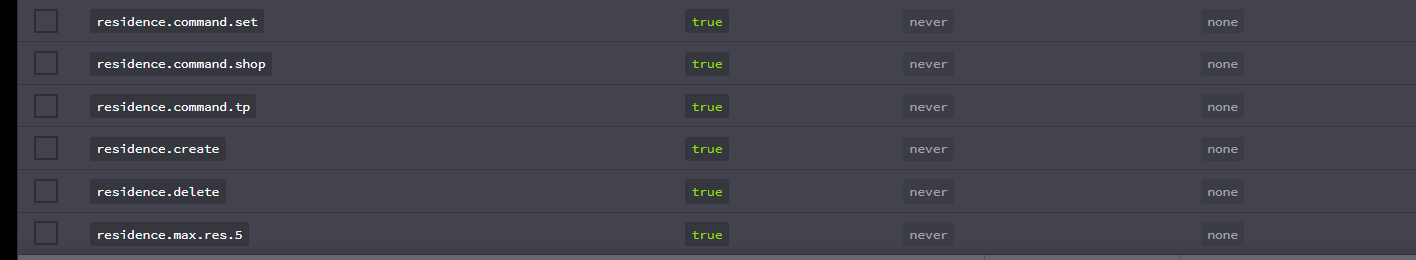 residence.command.set true never none
residence.command.shop true never none
residence.command.tp true never none
residence.create true never none
residence.delete true never none
residence.max.res.5 true never none